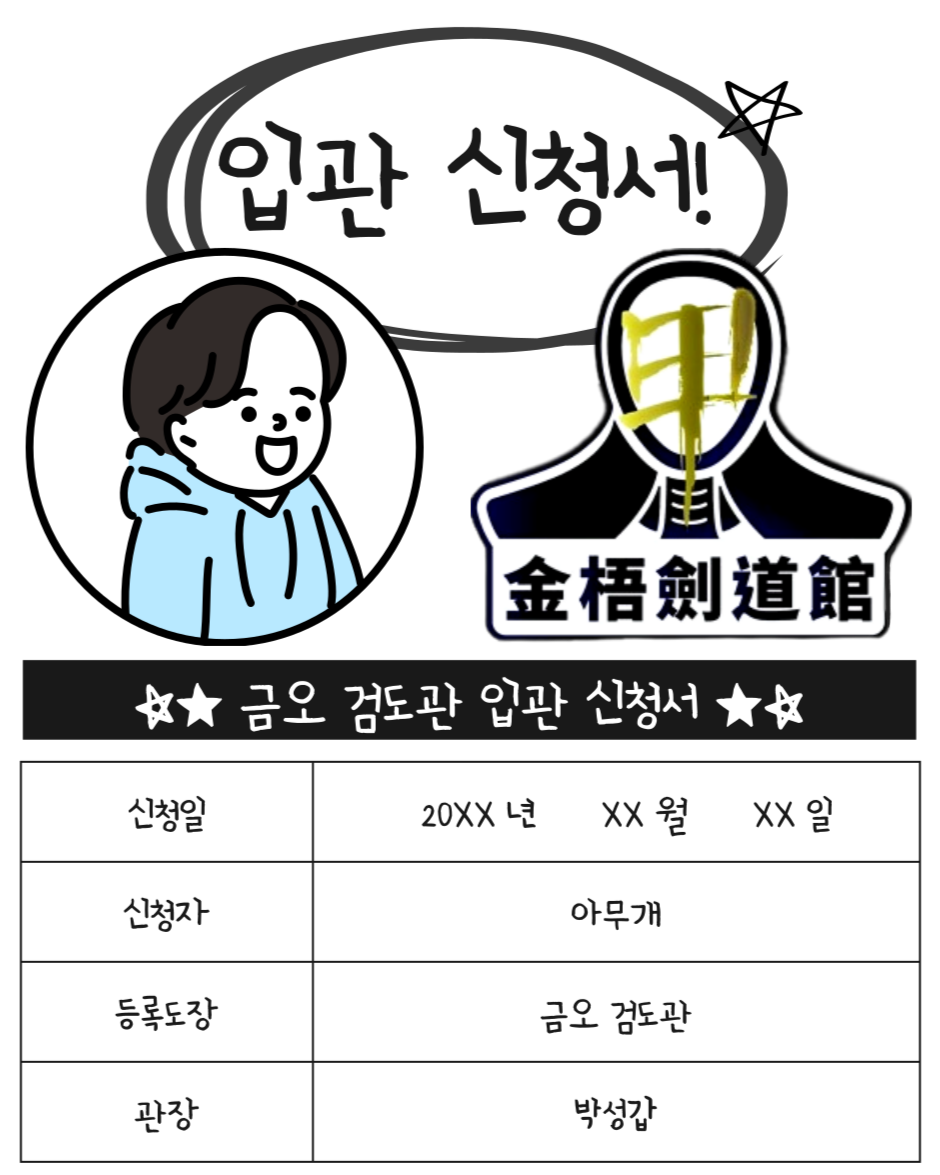 입관 신청서!
金梧劍道館
금오 검도관 입관 신청서
신청일 20XX 년 XX 월 XX 일
신청자 아무개
등록도장 금오 검도관
관장 박성갑